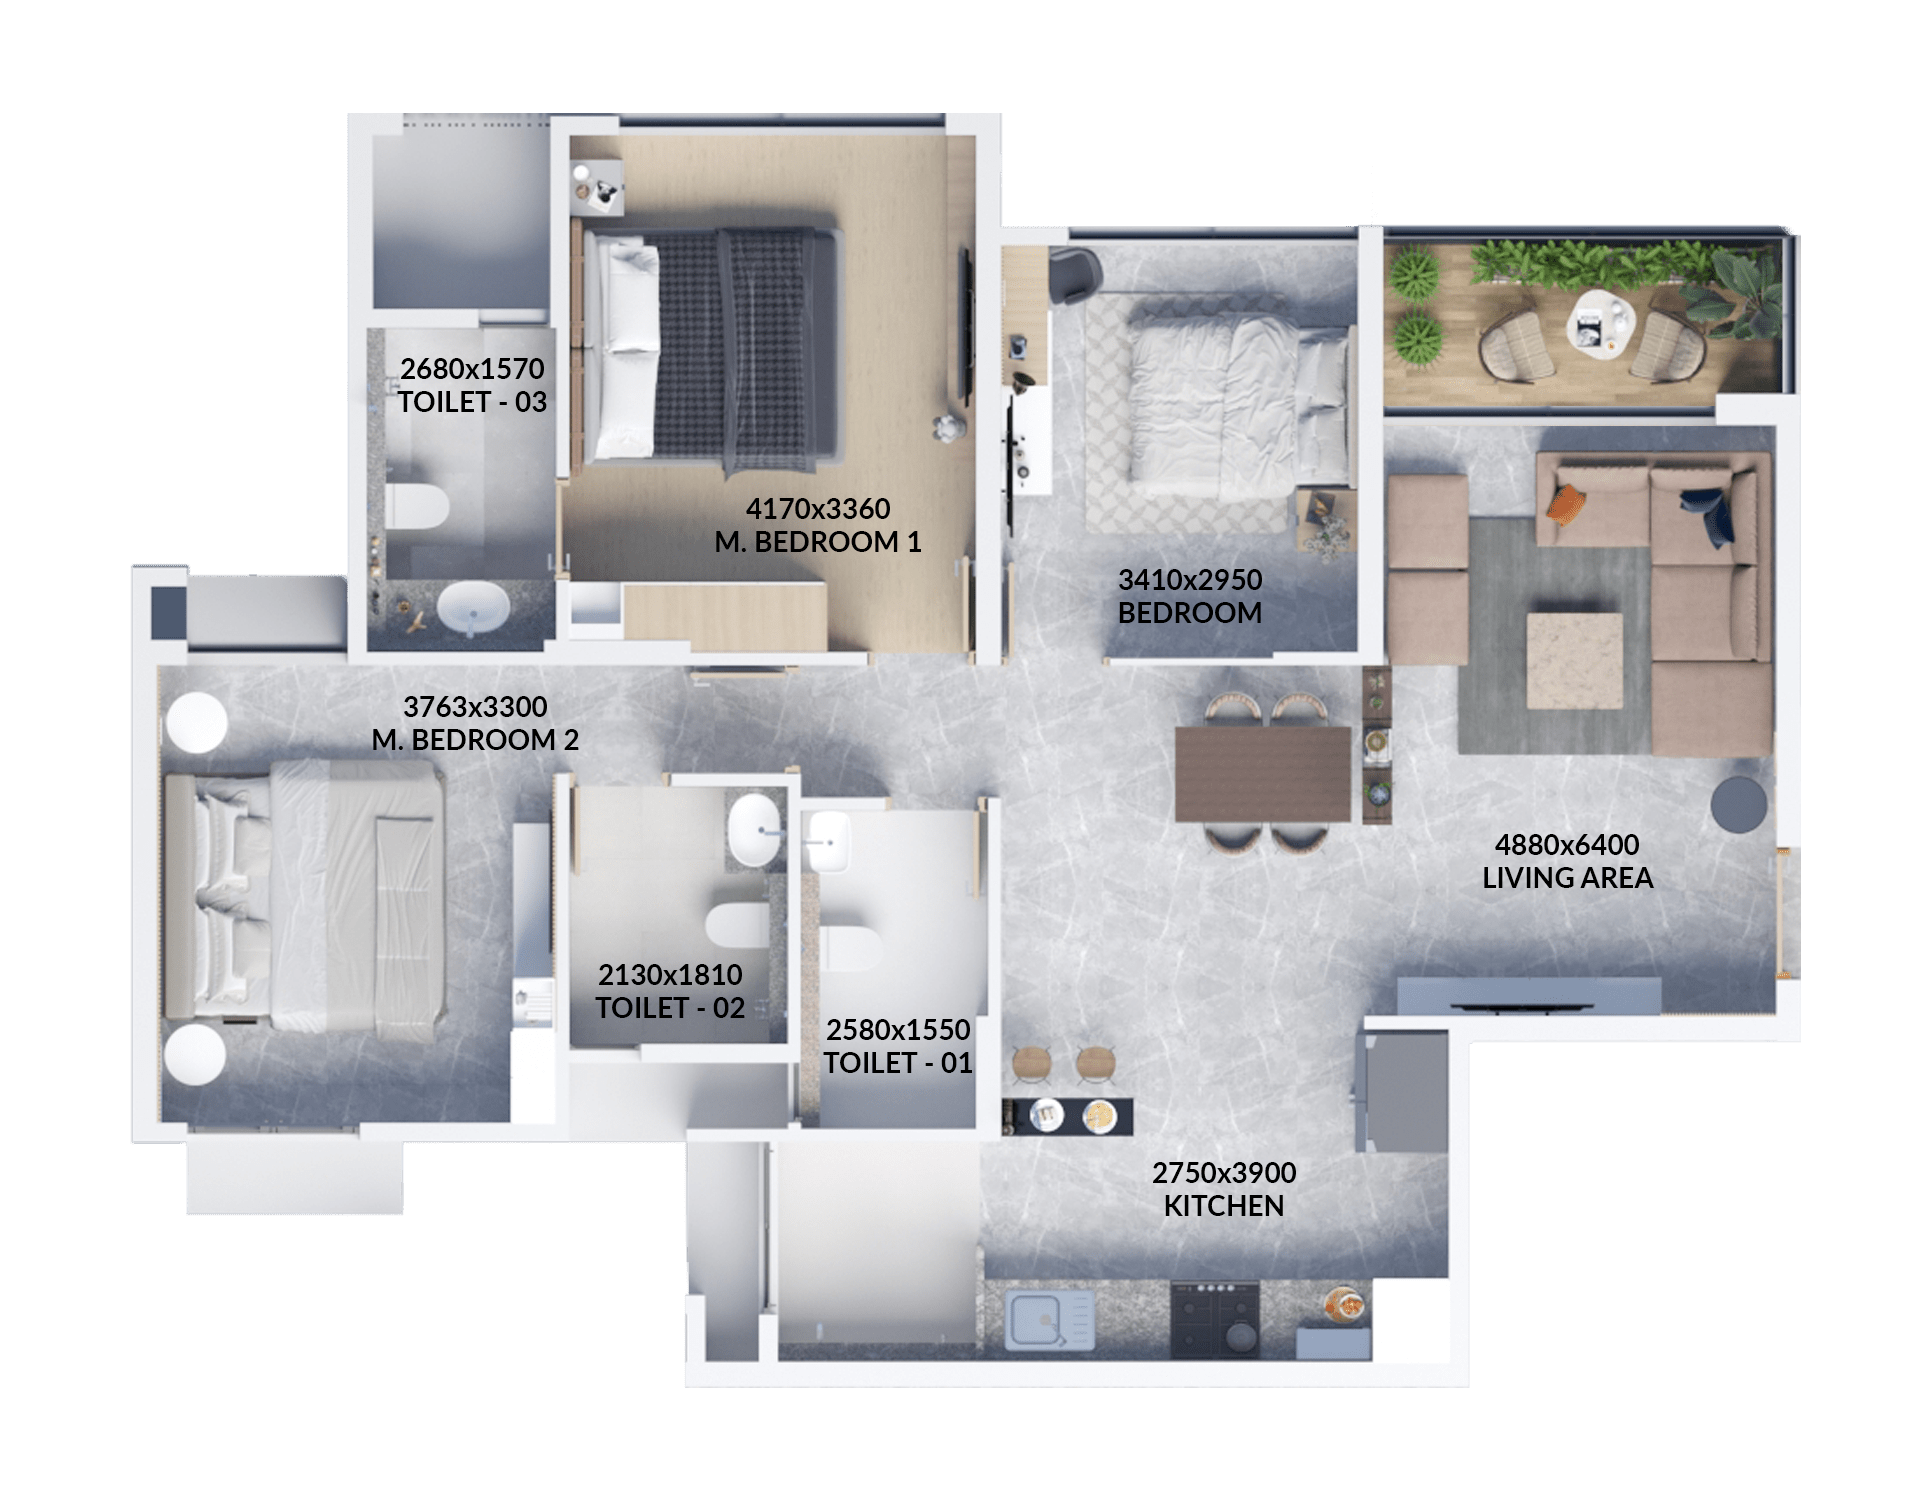 2680x1570
TOILET - 03
4170x3360
M. BEDROOM 1
3410x2950
BEDROOM
3763x3300
M. BEDROOM 2
4880x6400
LIVING AREA
2130x1810
TOILET - 02
2580x1550
TOILET - 01
2750x3900
KITCHEN